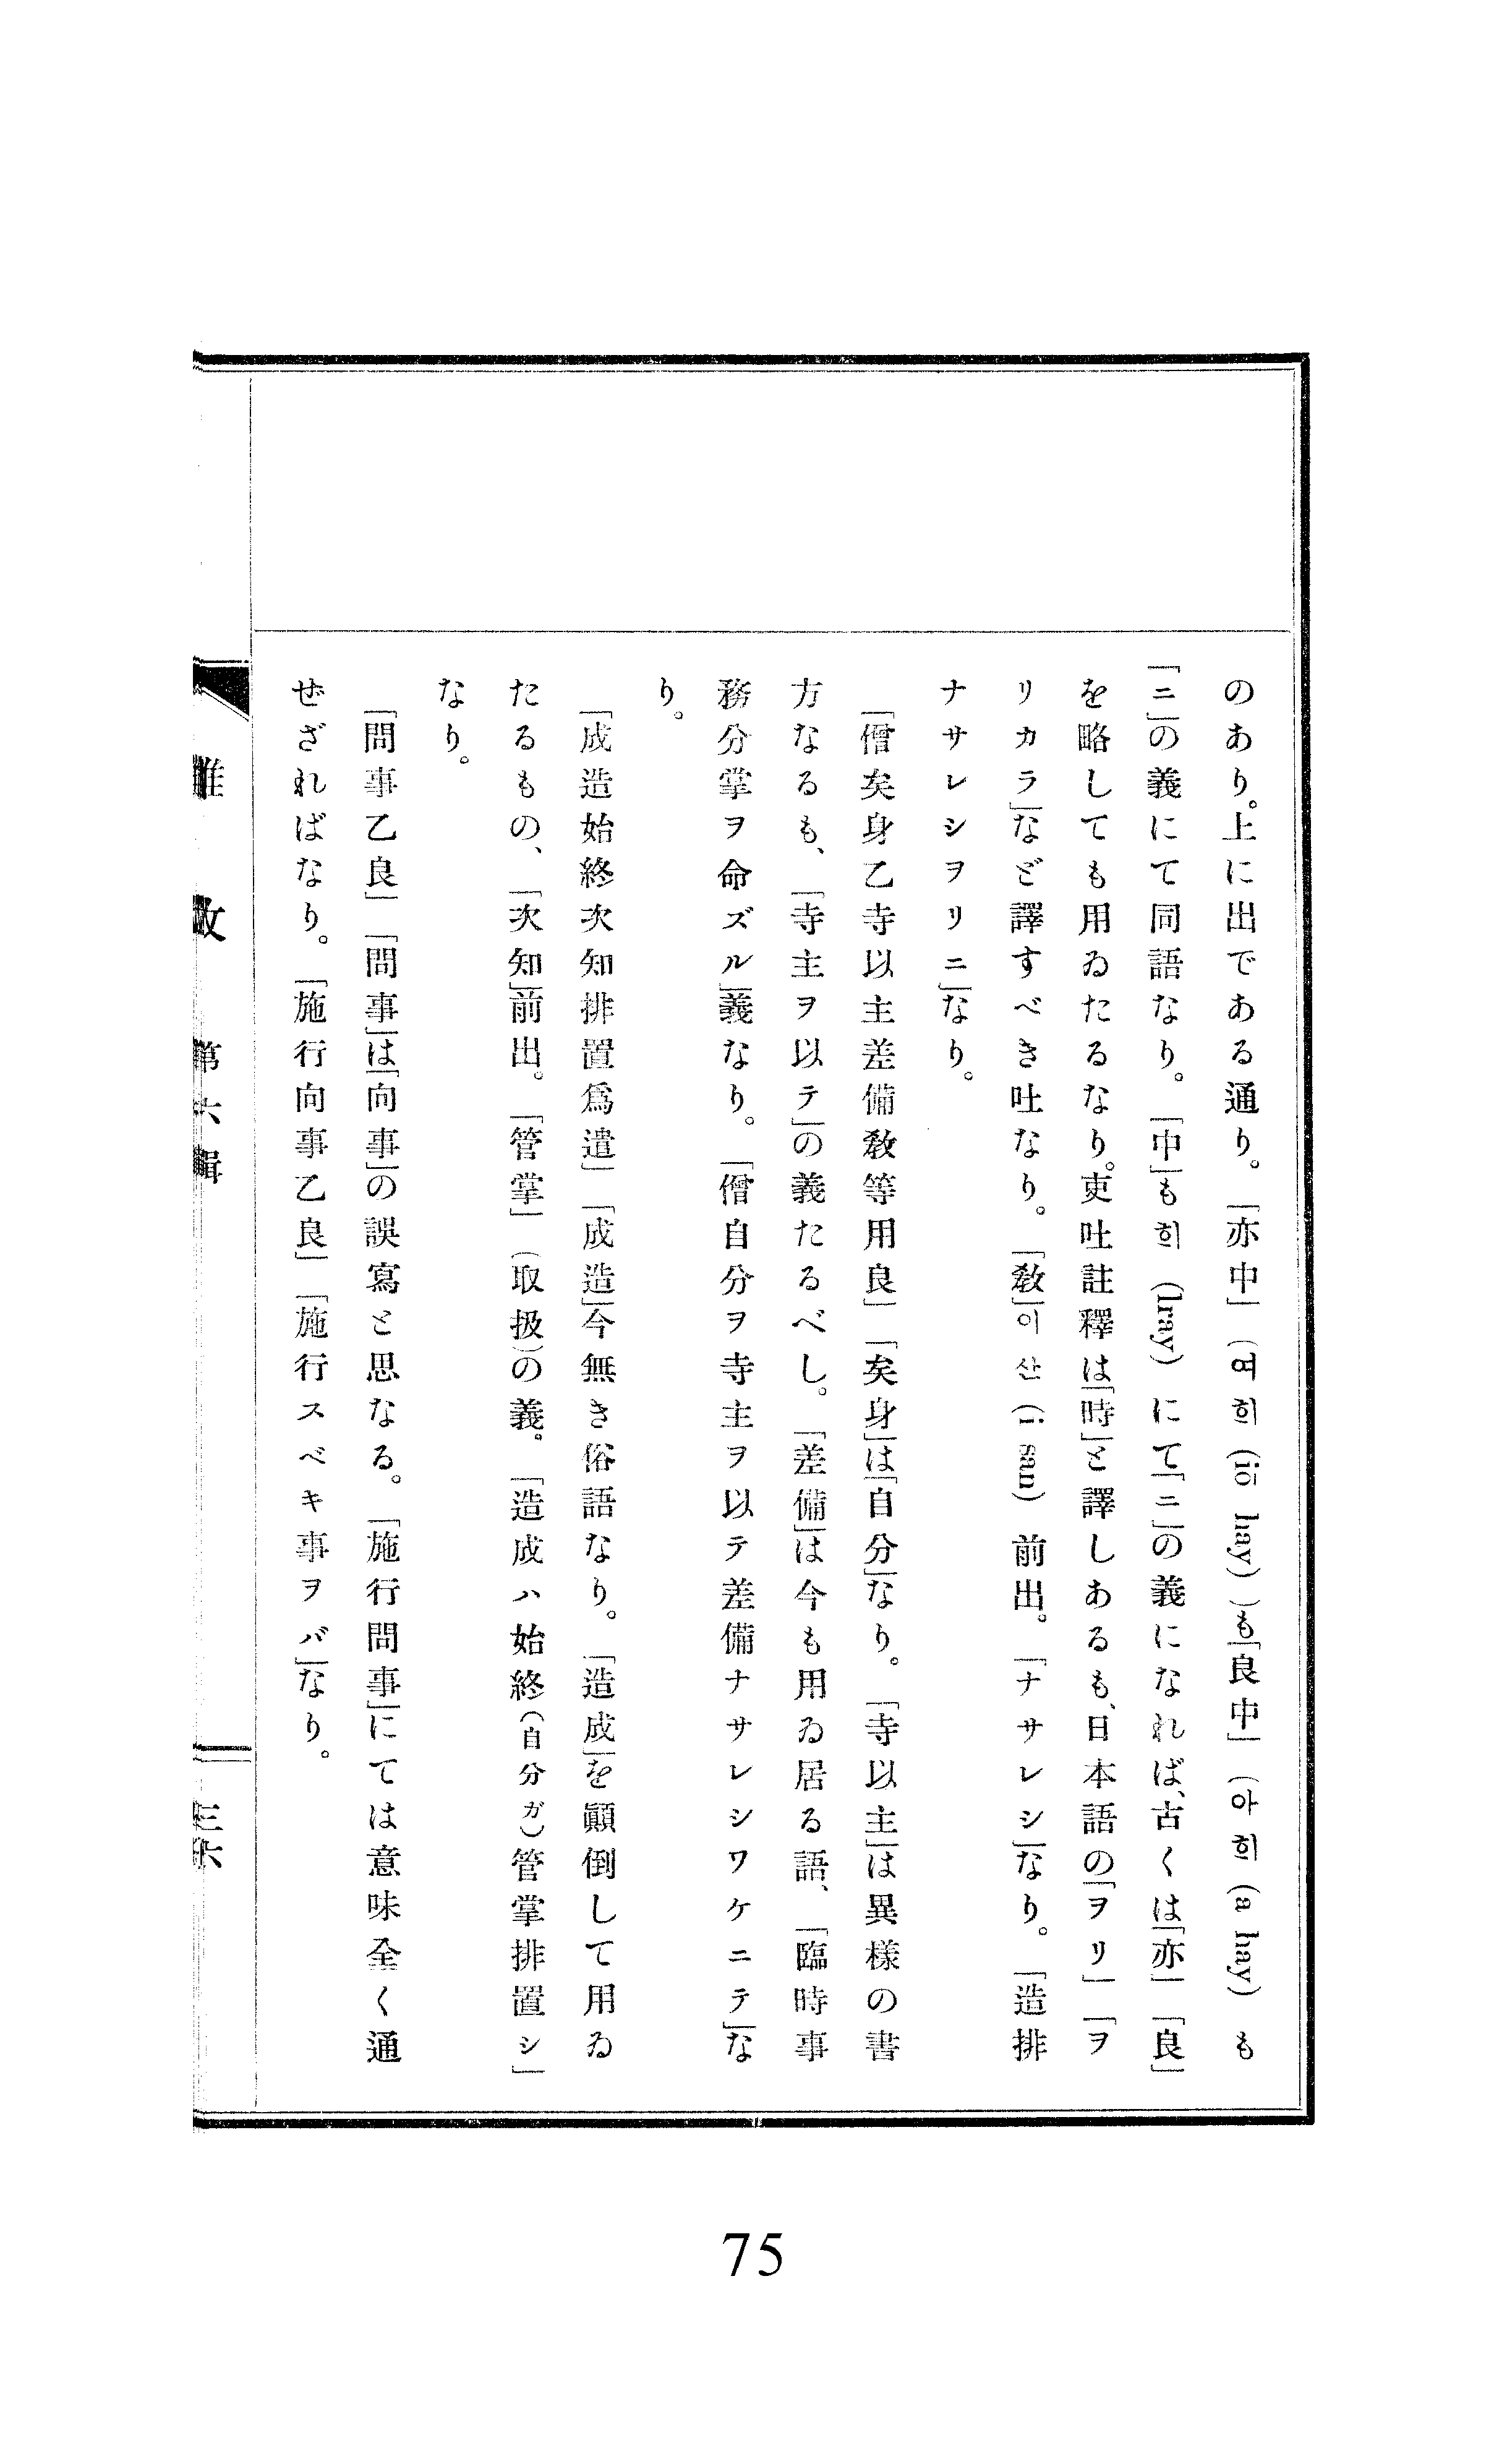 のあり。上に出である通り。「亦中」（여희（iö hay））も「良中」（아희（a hay）も
「ニ」の義にて同語なり。「中」も희（hay）にて「ニ」の義になれば、古くは「亦」「良」
を略しても用ゐたるなり。吏吐註釋は「時」と譯しあるも、日本語の「ヲリ」「ヲ
リカラ」など譯すべき吐なり。「敎」이산（i san）前出。「ナサレシ」なり。「造排
ナサレシヲリニ」なり。
「僧矣身乙寺以主差備敎等用良」「矣身」は「自分」なり。「寺以主」は異樣の書
方なるも、「寺主ヲ以テ」の義たるべし。「差備」は今も用ゐ居る語、「臨時事
務分掌ヲ命ズル」義なり。「僧自分ヲ寺主ヲ以テ差備ナサレシワケニテ」な
り。
「成造始終次知排置爲遣」「成造」今無き俗語なり。「造成」を顚倒して用ゐ
たるもの、「次知」前出。「管掌」（取扱）の義。「造成ハ始終（自分ガ）管掌排置シ」
なり。
「問事乙良」「問事」は「向事」の誤寫と思なる。「施行問事」にては意味全く通
ぜざればなり。「施行向事乙良」「施行スベキ事ヲバ」なり。
雜 攷 第六輯
三六
75